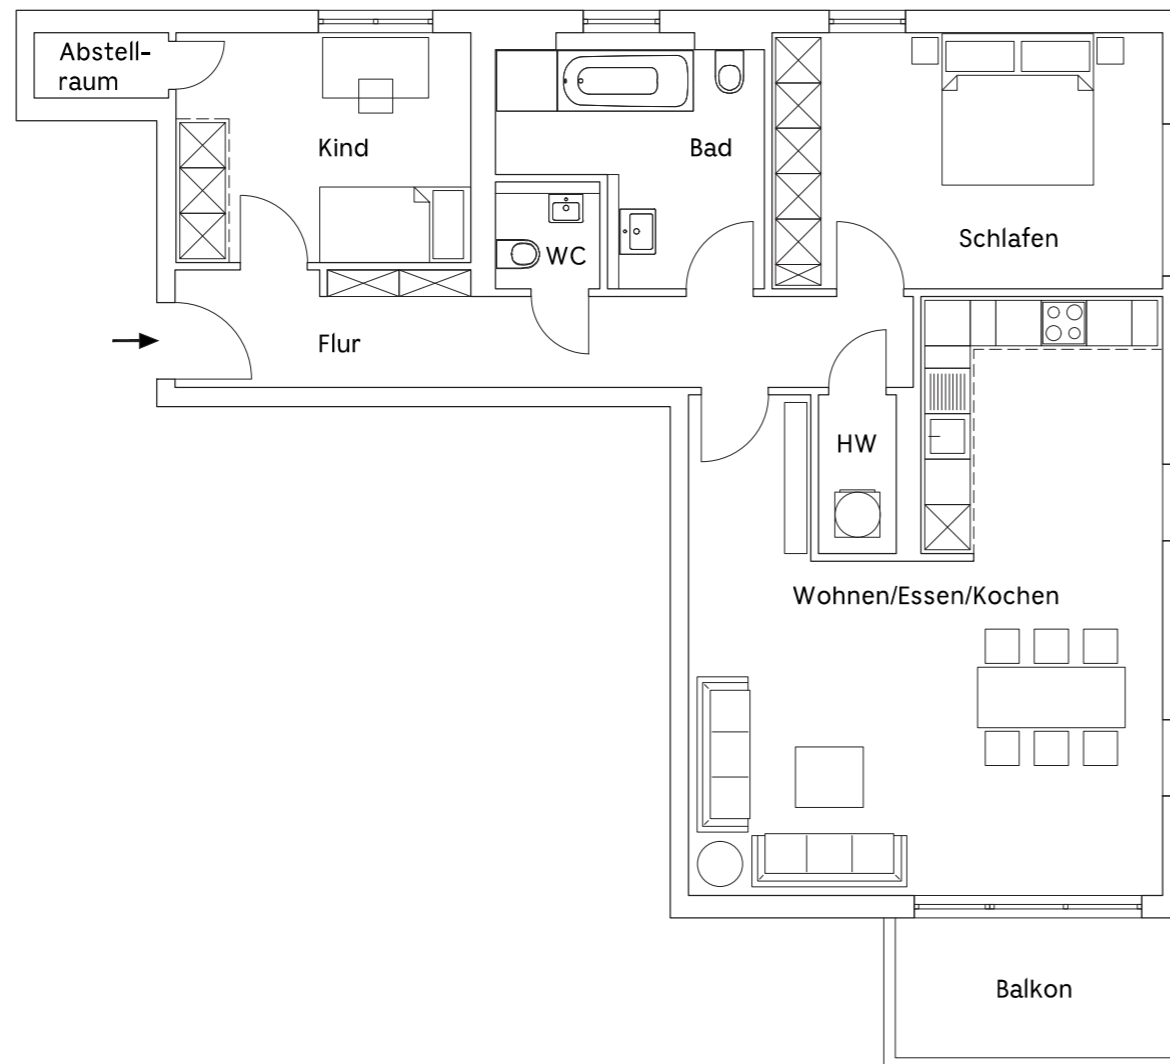 Abstell-
raum
Kind
Bad
Schlafen
WC
Flur
HW
Wohnen/Essen/Kochen
Balkon